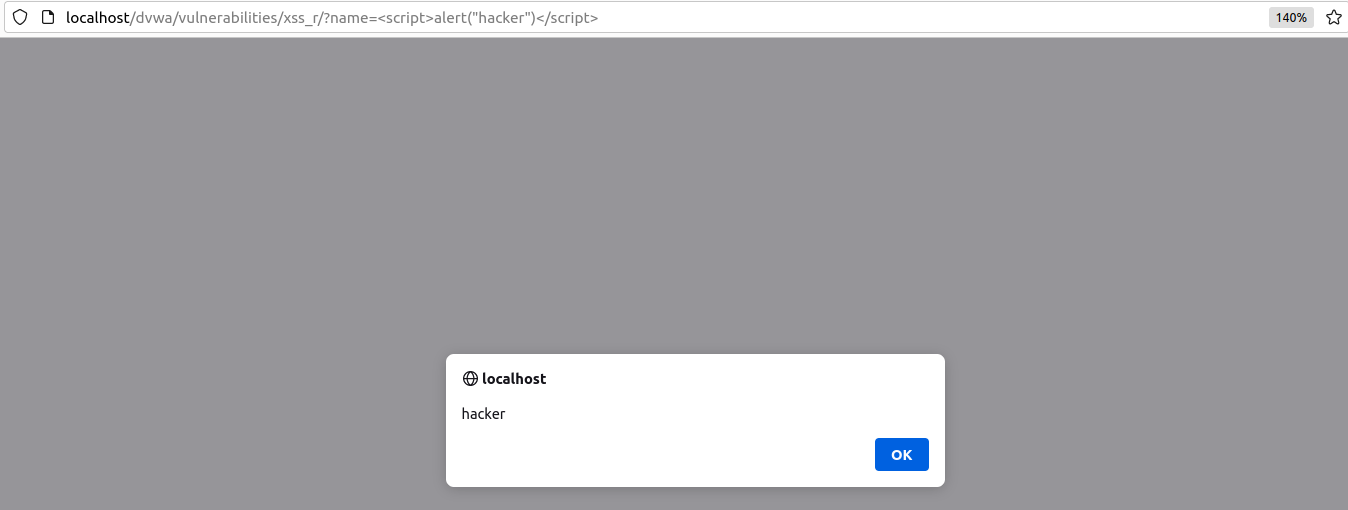 localhost/dvwa/vulnerabilities/xss_r/?name=<script>alert("hacker")</script> 140%
localhost
hacker
OK